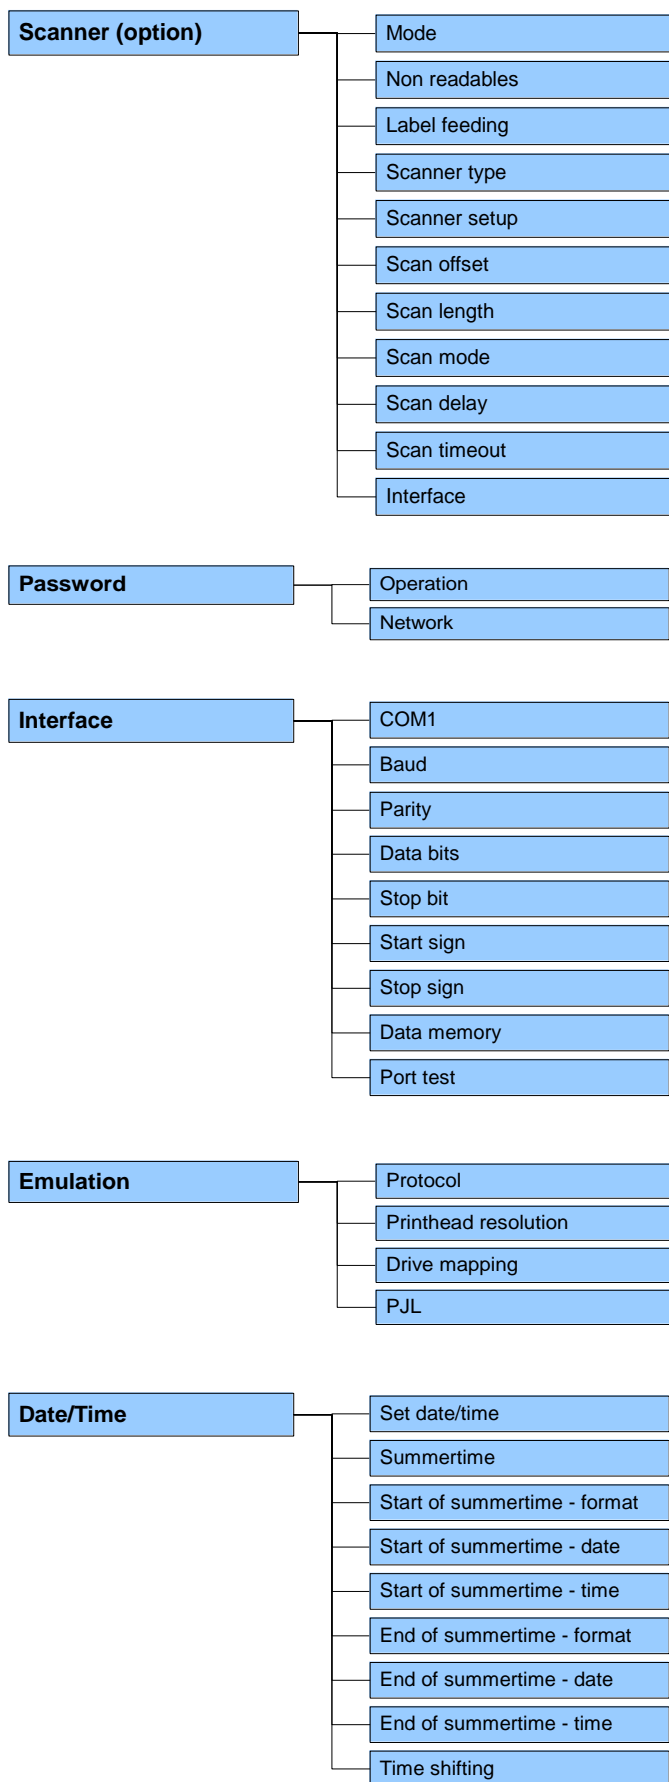 Scanner (option)
Mode
Non readables
Label feeding
Scanner type
Scanner setup
Scan offset
Scan length
Scan mode
Scan delay
Scan timeout
Interface
Password
Operation
Network
Interface
COM1
Baud
Parity
Data bits
Stop bit
Start sign
Stop sign
Data memory
Port test
Emulation
Protocol
Printhead resolution
Drive mapping
PJL
Date/Time
Set date/time
Summertime
Start of summertime - format
Start of summertime - date
Start of summertime - time
End of summertime - format
End of summertime - date
End of summertime - time
Time shifting